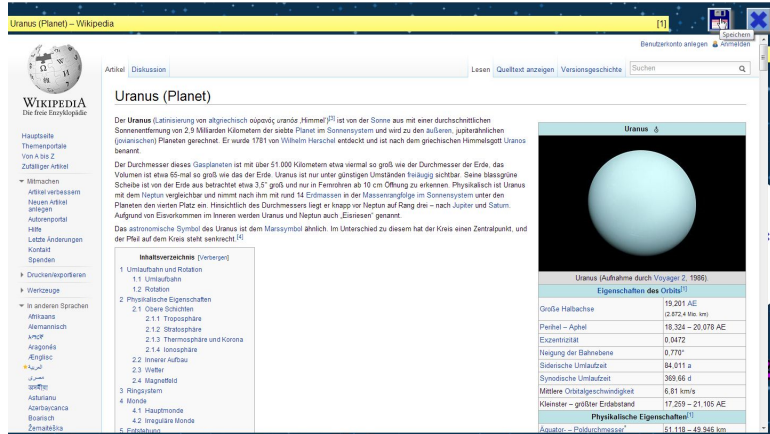 Uranus (Planet) – Wikipedia
[1]
Speichern
Benutzerkonto anlegen Anmelden
Artikel Diskussion
Lesen Quelltext anzeigen Versionsgeschichte Suchen
WIKIPEDIA
Die freie Enzyklopädie
Hauptseite
Themenportale
Von A bis Z
Zufälliger Artikel
Mitmachen
Artikel verbessern
Neuen Artikel
anlegen
Autorenportal
Hilfe
Letzte Änderungen
Kontakt
Spenden
Drucken/exportieren
Werkzeuge
In anderen Sprachen
Afrikaans
Alemannisch
አማርኛ
Aragonés
Ænglisc
العربية
مصرى
অসমীয়া
Asturianu
Azərbaycanca
Boarisch
Žemaitėška
Uranus (Planet)
Der Uranus (Latinisierung von altgriechisch οὐρανός uranós ‚Himmel')[2] ist von der Sonne aus mit einer durchschnittlichen
Sonnenentfernung von 2,9 Milliarden Kilometern der siebte Planet im Sonnensystem und wird zu den äußeren, jupiterähnlichen
(jovianischen) Planeten gerechnet. Er wurde 1781 von Wilhelm Herschel entdeckt und ist nach dem griechischen Himmelsgott Uranos
benannt.
Der Durchmesser dieses Gasplaneten ist mit über 51.000 Kilometern etwa viermal so groß wie der Durchmesser der Erde, das
Volumen ist etwa 65-mal so groß wie das der Erde. Uranus ist nur unter günstigen Umständen freiäugig sichtbar. Seine blassgrüne
Scheibe ist von der Erde aus betrachtet etwa 3,5" groß und nur in Fernrohren ab 10 cm Öffnung zu erkennen. Physikalisch ist Uranus
mit dem Neptun vergleichbar und nimmt nach ihm mit rund 14 Erdmassen in der Massenrangfolge im Sonnensystem unter den
Planeten den vierten Platz ein. Hinsichtlich des Durchmessers liegt er knapp vor Neptun auf Rang drei – nach Jupiter und Saturn.
Aufgrund von Eisvorkommen im Inneren werden Uranus und Neptun auch „Eisriesen" genannt.
Das astronomische Symbol des Uranus ist dem Marssymbol ähnlich. Im Unterschied zu diesem hat der Kreis einen Zentralpunkt, und
der Pfeil auf dem Kreis steht senkrecht.[4]
Inhaltsverzeichnis [Verbergen]
1 Umlaufbahn und Rotation
1.1 Umlaufbahn
1.2 Rotation
2 Physikalische Eigenschaften
2.1 Obere Schichten
2.1.1 Troposphäre
2.1.2 Stratosphäre
2.1.3 Thermosphäre und Korona
2.1.4 Ionosphäre
2.2 Innerer Aufbau
2.3 Wetter
2.4 Magnetfeld
3 Ringsystem
4 Monde
4.1 Hauptmonde
4.2 Irreguläre Monde
5 Entstehung
Uranus ⛢
Uranus (Aufnahme durch Voyager 2, 1986).
Eigenschaften des Orbits[1]
Große Halbachse 19,201 AE
(2.872,4 Mio. km)
Perihel – Aphel 18,324 – 20,078 AE
Exzentrizität 0,0472
Neigung der Bahnebene 0,770°
Siderische Umlaufzeit 84,011 a
Synodische Umlaufzeit 369,66 d
Mittlere Orbitalgeschwindigkeit 6,81 km/s
Kleinster – größter Erdabstand 17,259 – 21,105 AE
Physikalische Eigenschaften[1]
Äquator- – Poldurchmesser* 51.118 – 49.946 km